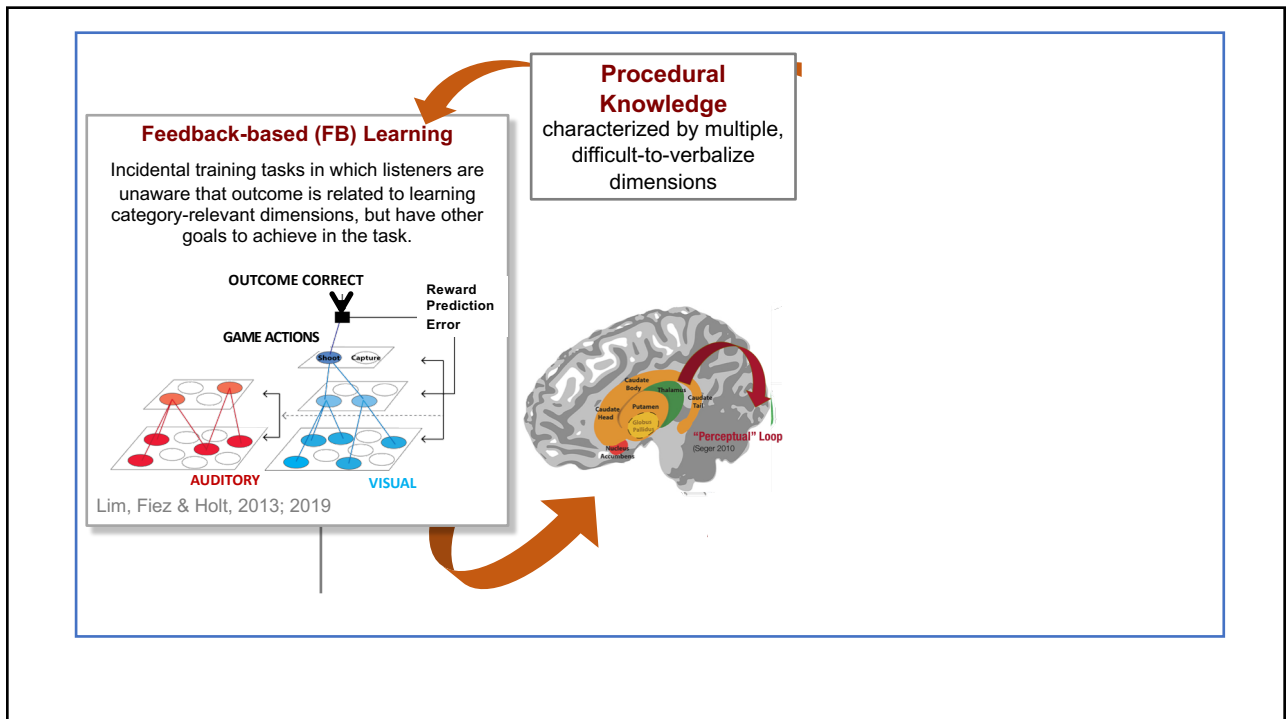 Procedural
Knowledge
characterized by multiple,
difficult-to-verbalize
dimensions
Feedback-based (FB) Learning
Incidental training tasks in which listeners are
unaware that outcome is related to learning
category-relevant dimensions, but have other
goals to achieve in the task.
OUTCOME CORRECT
Reward
Prediction
Error
GAME ACTIONS
Shoot
Capture
AUDITORY
VISUAL
Lim, Fiez & Holt, 2013; 2019
Caudate
Body
Thalamus
Caudate
Tail
Putamen
Caudate
Head
Globus
Pallidus
Nucleus
Accumbens
"Perceptual" Loop
(Seger 2010